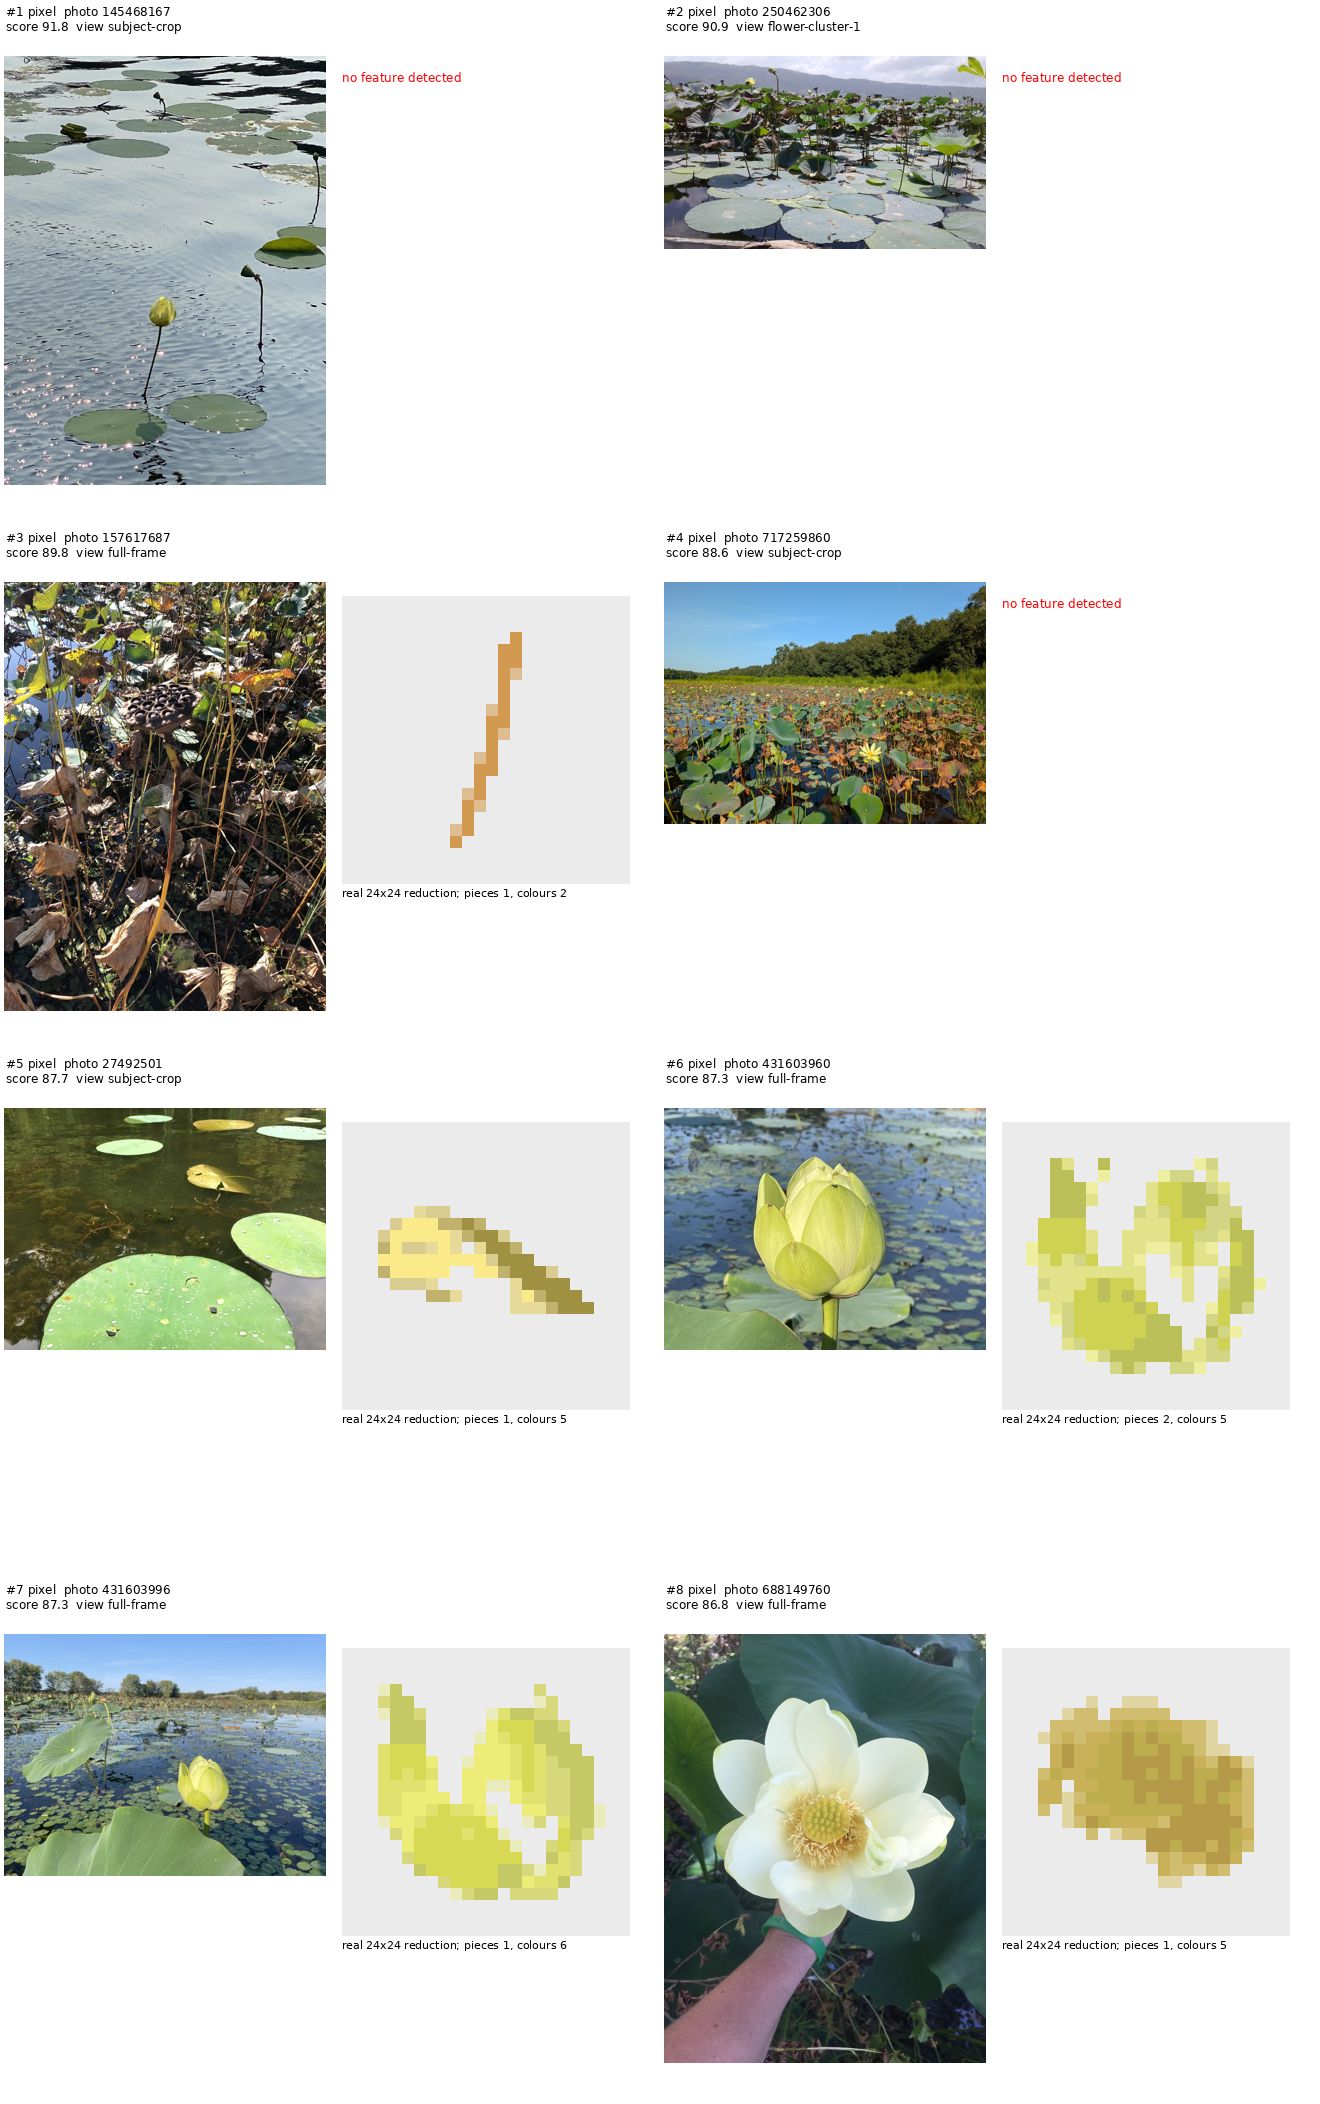 #1 pixel  photo 145468167
score 91.8  view subject-crop
no feature detected
#2 pixel  photo 250462306
score 90.9  view flower-cluster-1
no feature detected
#3 pixel  photo 157617687
score 89.8  view full-frame
real 24x24 reduction; pieces 1, colours 2
#4 pixel  photo 717259860
score 88.6  view subject-crop
no feature detected
#5 pixel  photo 27492501
score 87.7  view subject-crop
real 24x24 reduction; pieces 1, colours 5
#6 pixel  photo 431603960
score 87.3  view full-frame
real 24x24 reduction; pieces 2, colours 5
#7 pixel  photo 431603996
score 87.3  view full-frame
real 24x24 reduction; pieces 1, colours 6
#8 pixel  photo 688149760
score 86.8  view full-frame
real 24x24 reduction; pieces 1, colours 5